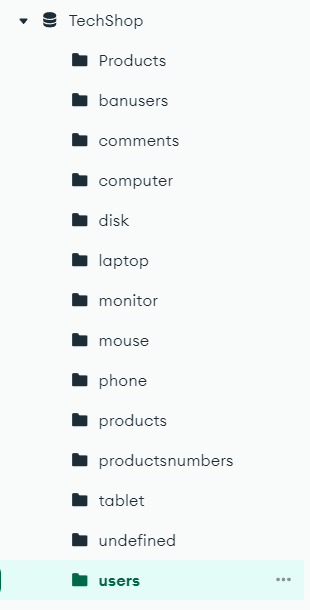 TechShop
Products
banusers
comments
computer
disk
laptop
monitor
mouse
phone
products
productsnumbers
tablet
undefined
users